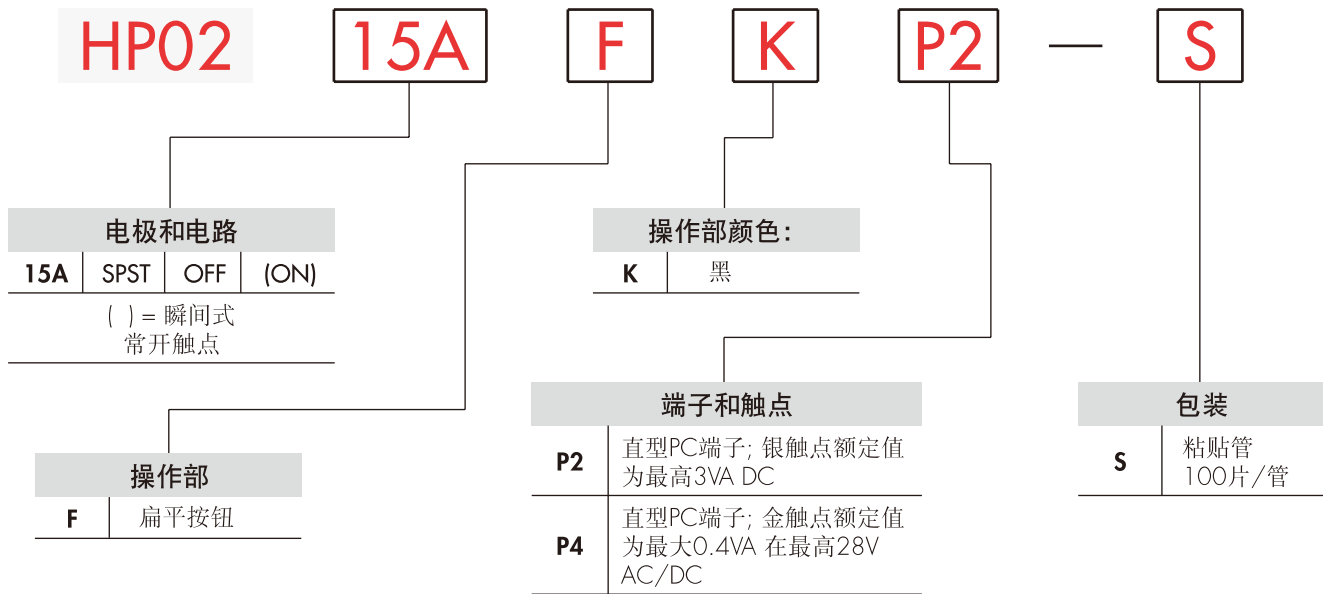 HP02 15A F K P2 — S
电极和电路
15A SPST OFF (ON)
( ) = 瞬间式
常开触点
操作部
F 扁平按钮
操作部颜色:
K 黑
端子和触点
P2 直型PC端子; 银触点额定值
为最高3VA DC
P4 直型PC端子; 金触点额定值
为最大0.4VA 在最高28V
AC/DC
包装
S 粘贴管
100片/管